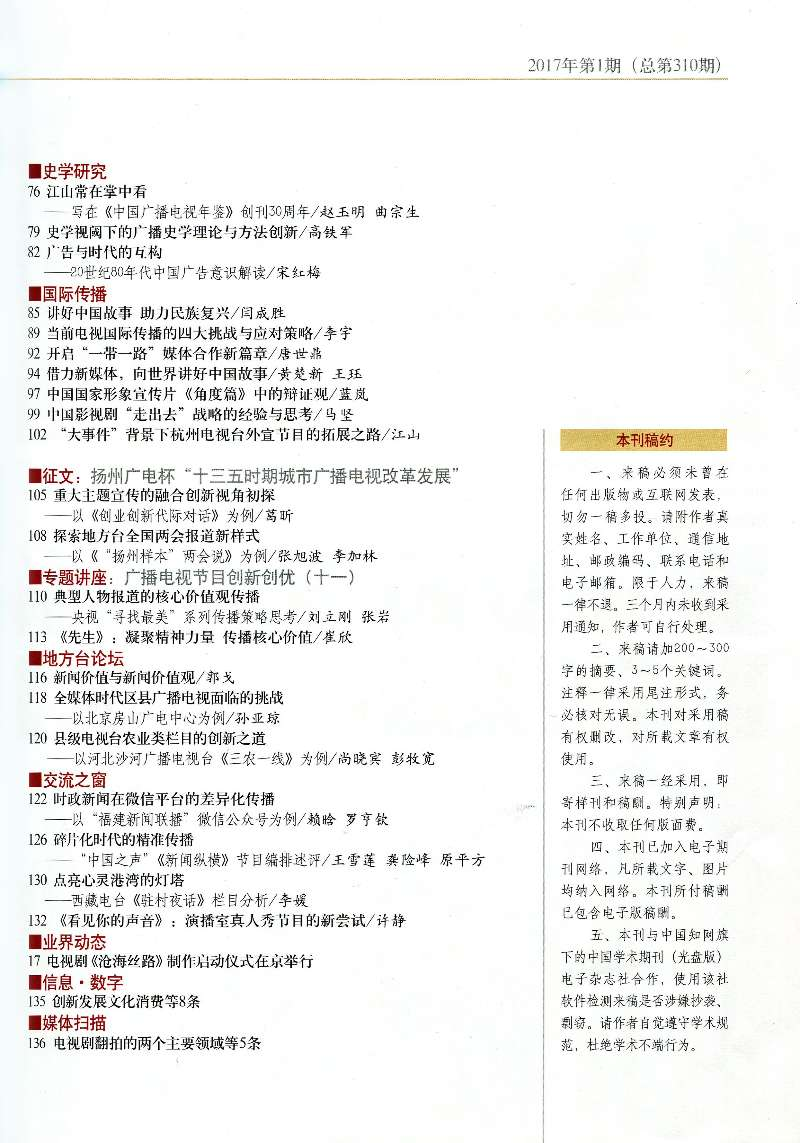 2017年第1期（总第310期）
■史学研究
76 江山常在掌中看
——写在《中国广播电视年鉴》创刊30周年/赵玉明 曲宗生
79 史学视阈下的广播史学理论与方法创新/高铁军
82 广告与时代的互构
——20世纪80年代中国广告意识解读/宋红梅
■国际传播
85 讲好中国故事 助力民族复兴/闫成胜
89 当前电视国际传播的四大挑战与应对策略/李宇
92 开启“一带一路”媒体合作新篇章/唐世鼎
94 借力新媒体，向世界讲好中国故事/黄楚新 王珏
97 中国国家形象宣传片《角度篇》中的辩证观/蓝岚
99 中国影视剧“走出去”战略的经验与思考/马坚
102 “大事件”背景下杭州电视台外宣节目的拓展之路/江山
■征文：扬州广电杯“十三五时期城市广播电视改革发展”
105 重大主题宣传的融合创新视角初探
——以《创业创新代际对话》为例/葛昕
108 探索地方台全国两会报道新样式
——以《“扬州样本”两会说》为例/张旭波 李加林
■专题讲座：广播电视节目创新创优（十一）
110 典型人物报道的核心价值观传播
——央视“寻找最美”系列传播策略思考/刘立刚 张岩
113 《先生》：凝聚精神力量 传播核心价值/崔欣
■地方台论坛
116 新闻价值与新闻价值观/郭戈
118 全媒体时代区县广播电视面临的挑战
——以北京房山广电中心为例/孙亚琼
120 县级电视台农业类栏目的创新之道
——以河北沙河广播电视台《三农一线》为例/尚晓宾 彭牧宽
■交流之窗
122 时政新闻在微信平台的差异化传播
——以“福建新闻联播”微信公众号为例/赖晗 罗亨钦
126 碎片化时代的精准传播
——“中国之声”《新闻纵横》节目编排述评/王雪莲 龚险峰 原平方
130 点亮心灵港湾的灯塔
——西藏电台《驻村夜话》栏目分析/李媛
132 《看见你的声音》：演播室真人秀节目的新尝试/许静
■业界动态
17 电视剧《沧海丝路》制作启动仪式在京举行
■信息·数字
135 创新发展文化消费等8条
■媒体扫描
136 电视剧翻拍的两个主要领域等5条
本刊稿约
一、来稿必须未曾在
任何出版物或互联网发表，
切勿一稿多投。请附作者真
实姓名、工作单位、通信地
址、邮政编码、联系电话和
电子邮箱。限于人力，来稿
一律不退。三个月内未收到采
用通知，作者可自行处理。
二、来稿请加200～300
字的摘要、3～5个关键词。
注释一律采用尾注形式，务
必核对无误。本刊对采用稿
有权删改，对所载文章有权
使用。
三、来稿一经采用，即
寄样刊和稿酬。特别声明：
本刊不收取任何版面费。
四、本刊已加入电子期
刊网络，凡所载文字、图片
均纳入网络。本刊所付稿酬
已包含电子版稿酬。
五、本刊与中国知网旗
下的中国学术期刊（光盘版）
电子杂志社合作，使用该社
软件检测来稿是否涉嫌抄袭、
剽窃。请作者自觉遵守学术规
范，杜绝学术不端行为。